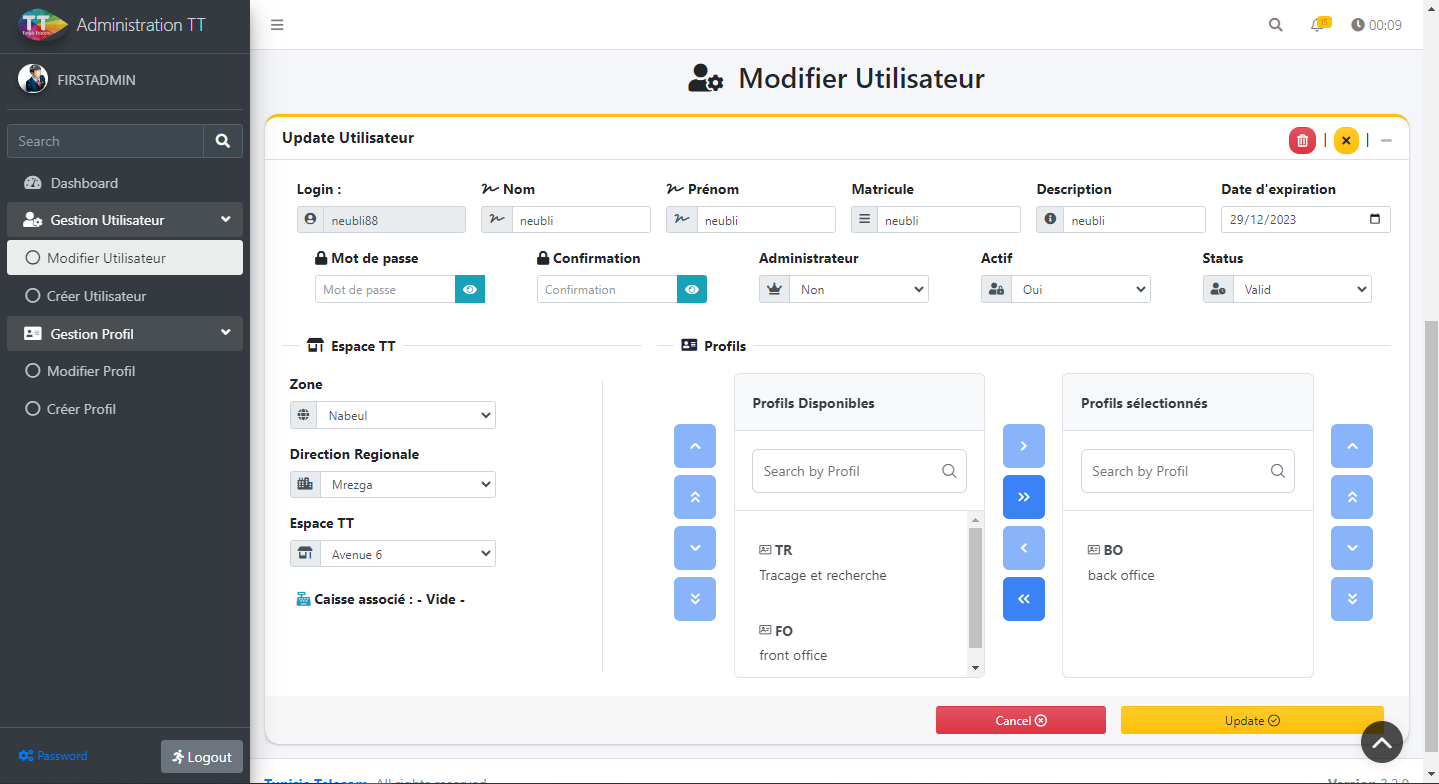 TT
Tunisie Telecom
Administration TT
15
00:09
FIRSTADMIN
Modifier Utilisateur
Search
Update Utilisateur
Dashboard
Gestion Utilisateur
Modifier Utilisateur
Créer Utilisateur
Gestion Profil
Modifier Profil
Créer Profil
Login :
Nom
Prénom
Matricule
Description
Date d'expiration
neubli88
neubli
neubli
neubli
neubli
29/12/2023
Mot de passe
Confirmation
Administrateur
Actif
Status
Mot de passe
Confirmation
Non
Oui
Valid
Espace TT
Profils
Zone
Nabeul
Direction Regionale
Mrezga
Espace TT
Avenue 6
Caisse associé : - Vide -
Profils Disponibles
Search by Profil
TR
Tracage et recherche
FO
front office
Profils sélectionnés
Search by Profil
BO
back office
Cancel
Update
Password
Logout
Tunisie Telecom All rights reserved